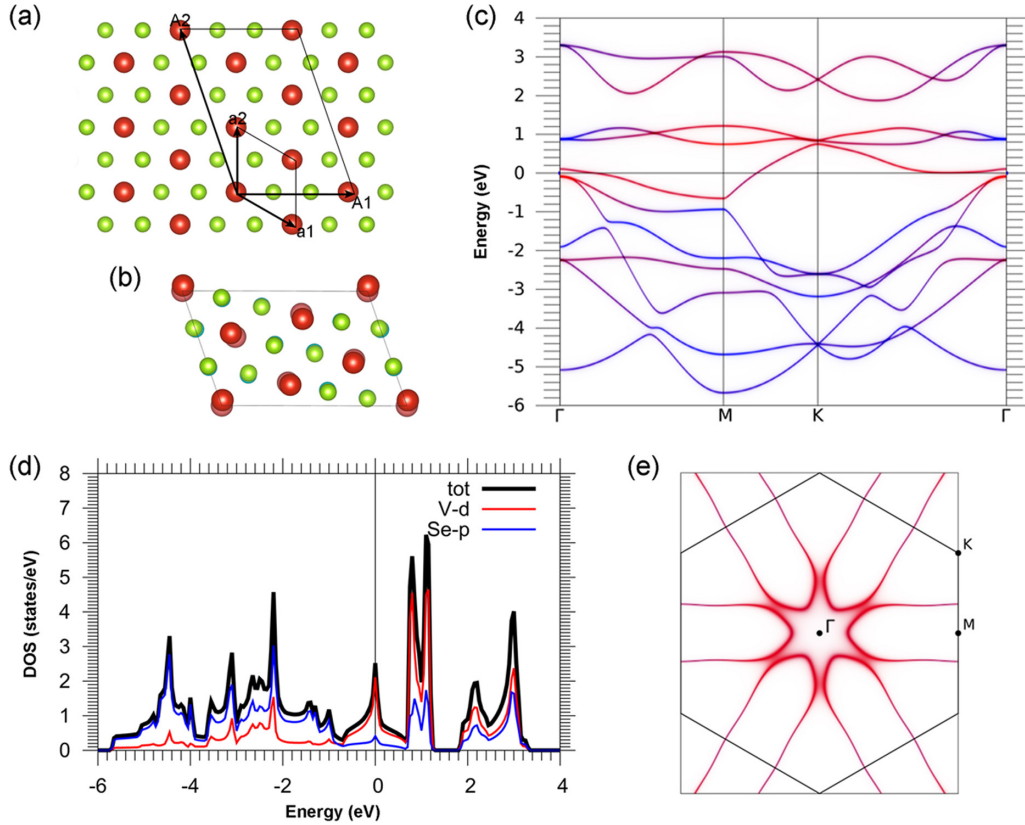 (a)
A2
a2
A1
a1
(b)
(c)
4
3
2
1
0
-1
-2
-3
-4
-5
-6
Energy (eV)
Γ
M
K
Γ
(d)
8
7
6
5
4
3
2
1
0
DOS (states/eV)
tot
V-d
Se-p
-6
-4
-2
0
2
4
Energy (eV)
(e)
K
Γ
M